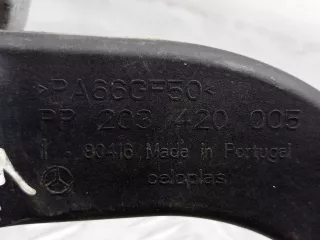 >PA66GF50<
PP 203 420 005
80416 Made in Portugal
celoplas